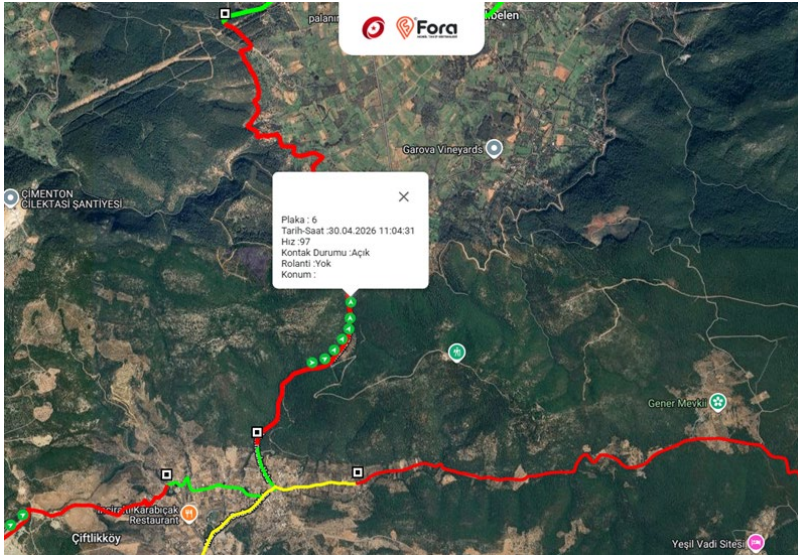 palanı
belen
Fora
Garova Vineyards
ÇİMENTON
ÇİLEKTAŞI ŞANTİYESİ
Plaka : 6
Tarih-Saat :30.04.2026 11:04:31
Hız :97
Kontak Durumu :Açık
Rolanti :Yok
Konum :
Gener Mevkii
Karabıçak
Restaurant
Çiftlikköy
Yeşil Vadi Sitesi